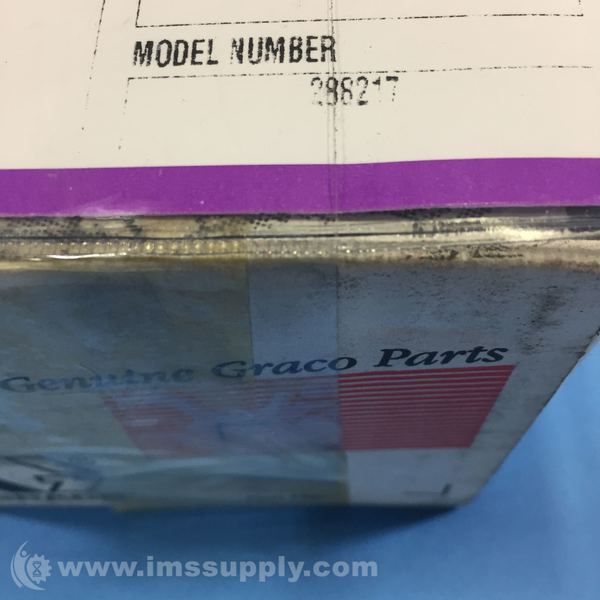 MODEL NUMBER
288217
Genuine Graco Parts
www.imssupply.com